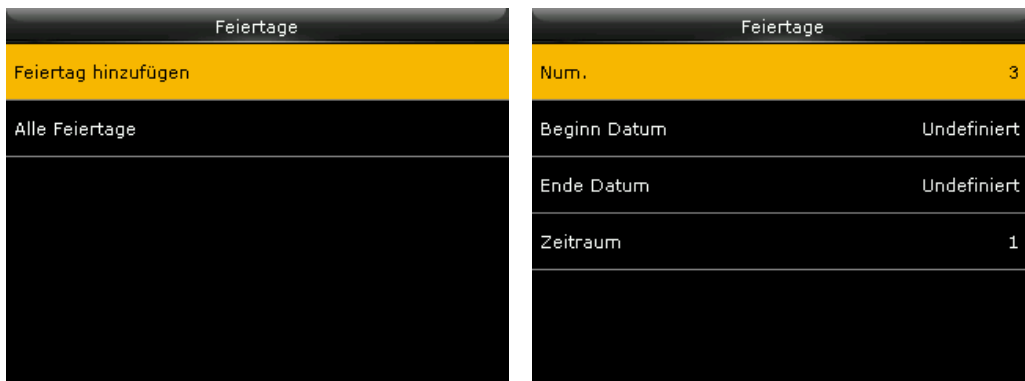 Feiertage
Feiertag hinzufügen
Alle Feiertage
Feiertage
Num. 3
Beginn Datum Undefiniert
Ende Datum Undefiniert
Zeitraum 1